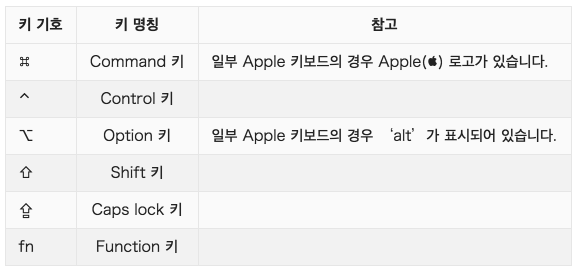 키 기호 키 명칭 참고
⌘ Command 키 일부 Apple 키보드의 경우 Apple() 로고가 있습니다.
^ Control 키
⌥ Option 키 일부 Apple 키보드의 경우 ‘alt’가 표시되어 있습니다.
⇧ Shift 키
⇪ Caps lock 키
fn Function 키